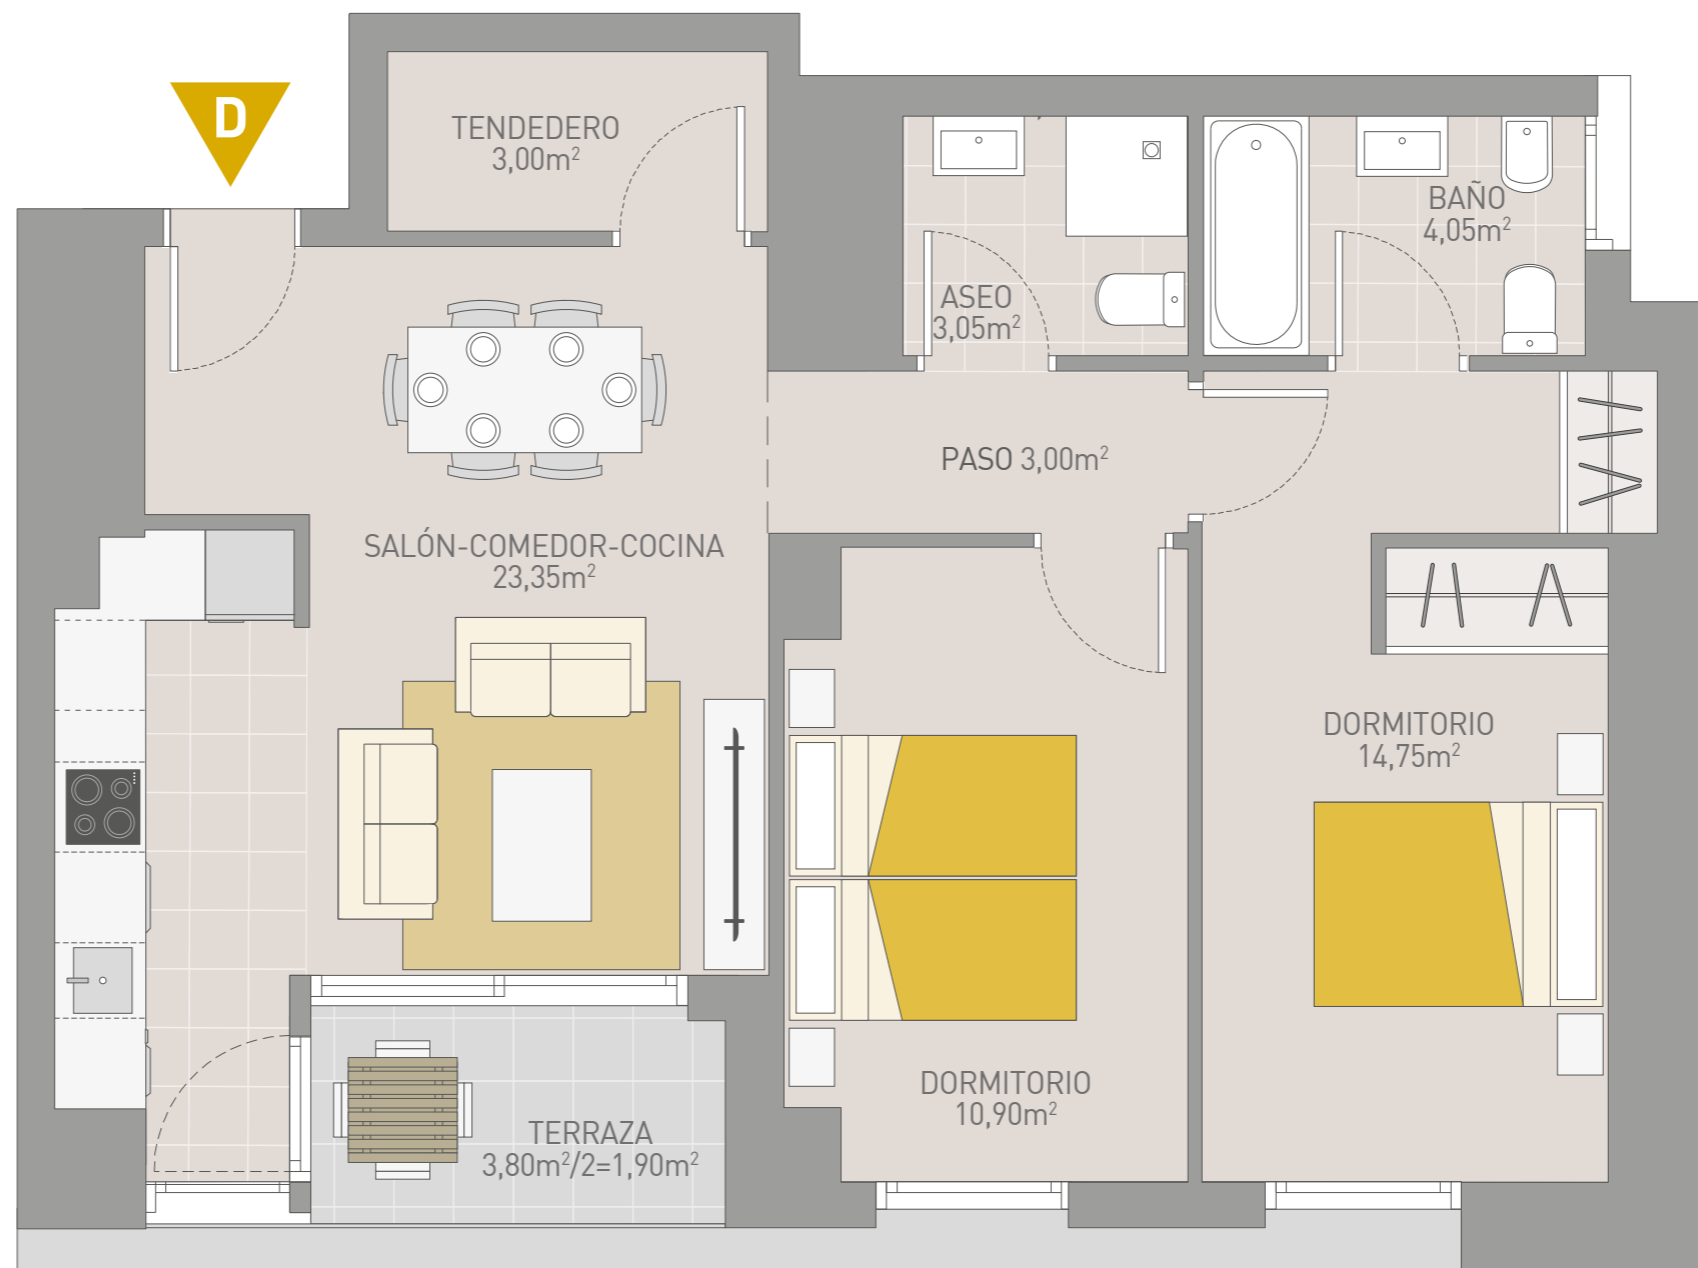 D
TENDEDERO
3,00m²
BAÑO
4,05m²
ASEO
3,05m²
PASO 3,00m²
SALÓN-COMEDOR-COCINA
23,35m²
DORMITORIO
14,75m²
DORMITORIO
10,90m²
TERRAZA
3,80m²/2=1,90m²